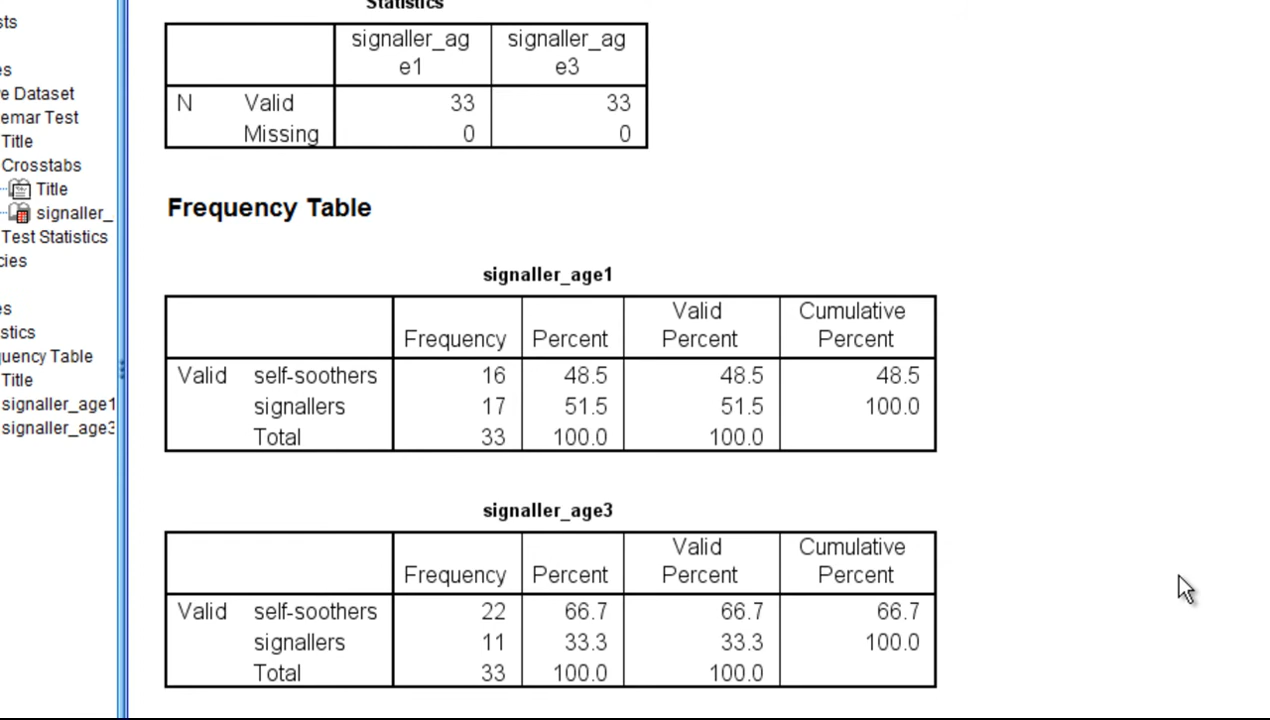 sts
es
e Dataset
emar Test
Title
Crosstabs
Title
signaller_
Test Statistics
cies
es
stics
quency Table
Title
signaller_age1
signaller_age3
Statistics
signaller_ag
e1
signaller_ag
e3
N Valid 33 33
Missing 0 0
Frequency Table
signaller_age1
Frequency Percent Valid Percent Cumulative Percent
Valid self-soothers 16 48.5 48.5 48.5
signallers 17 51.5 51.5 100.0
Total 33 100.0 100.0
signaller_age3
Frequency Percent Valid Percent Cumulative Percent
Valid self-soothers 22 66.7 66.7 66.7
signallers 11 33.3 33.3 100.0
Total 33 100.0 100.0